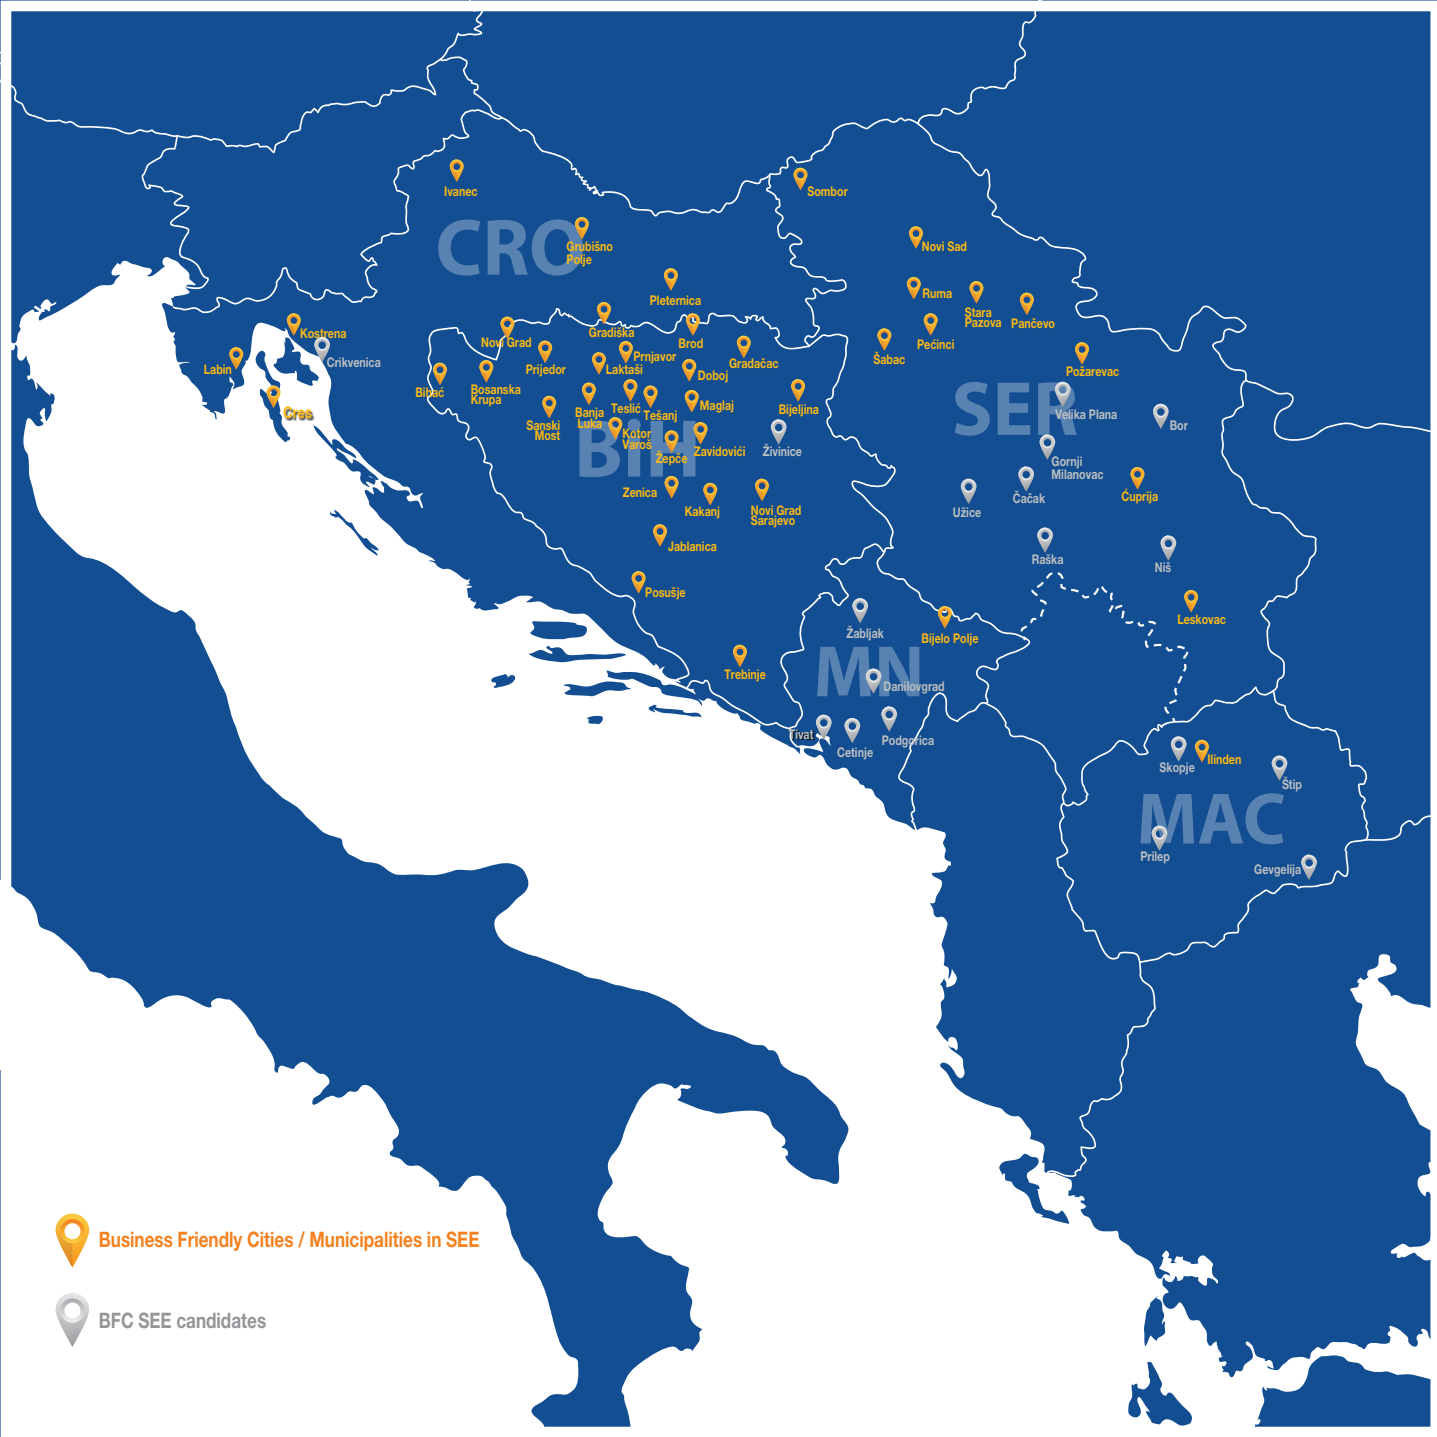 Ivanec
Sombor
CRO
Grubišno
Polje
Novi Sad
Pleternica
Ruma
Stara
Pazova
Pančevo
Kostrena
Crikvenica
Labin
Cres
Novi Grad
Gradiška
Brod
Pećinci
Šabac
Požarevac
Prijedor
Prnjavor
Laktaši
Gradačac
Doboj
Bihać
Bosanska
Krupa
Sanski
Most
Banja
Luka
Teslić
Tešanj
Maglaj
Bijeljina
SER
Velika Plana
Bor
BiH
Kotor
Varoš
Žepče
Zavidovići
Živinice
Gornji
Milanovac
Čačak
Užice
Ćuprija
Zenica
Kakanj
Novi Grad
Sarajevo
Jablanica
Raška
Niš
Posušje
Leskovac
Žabljak
Bijelo Polje
MN
Trebinje
Danilovgrad
Tivat
Cetinje
Podgorica
Skopje
Ilinden
Štip
MAC
Prilep
Gevgelija
Business Friendly Cities / Municipalities in SEE
BFC SEE candidates